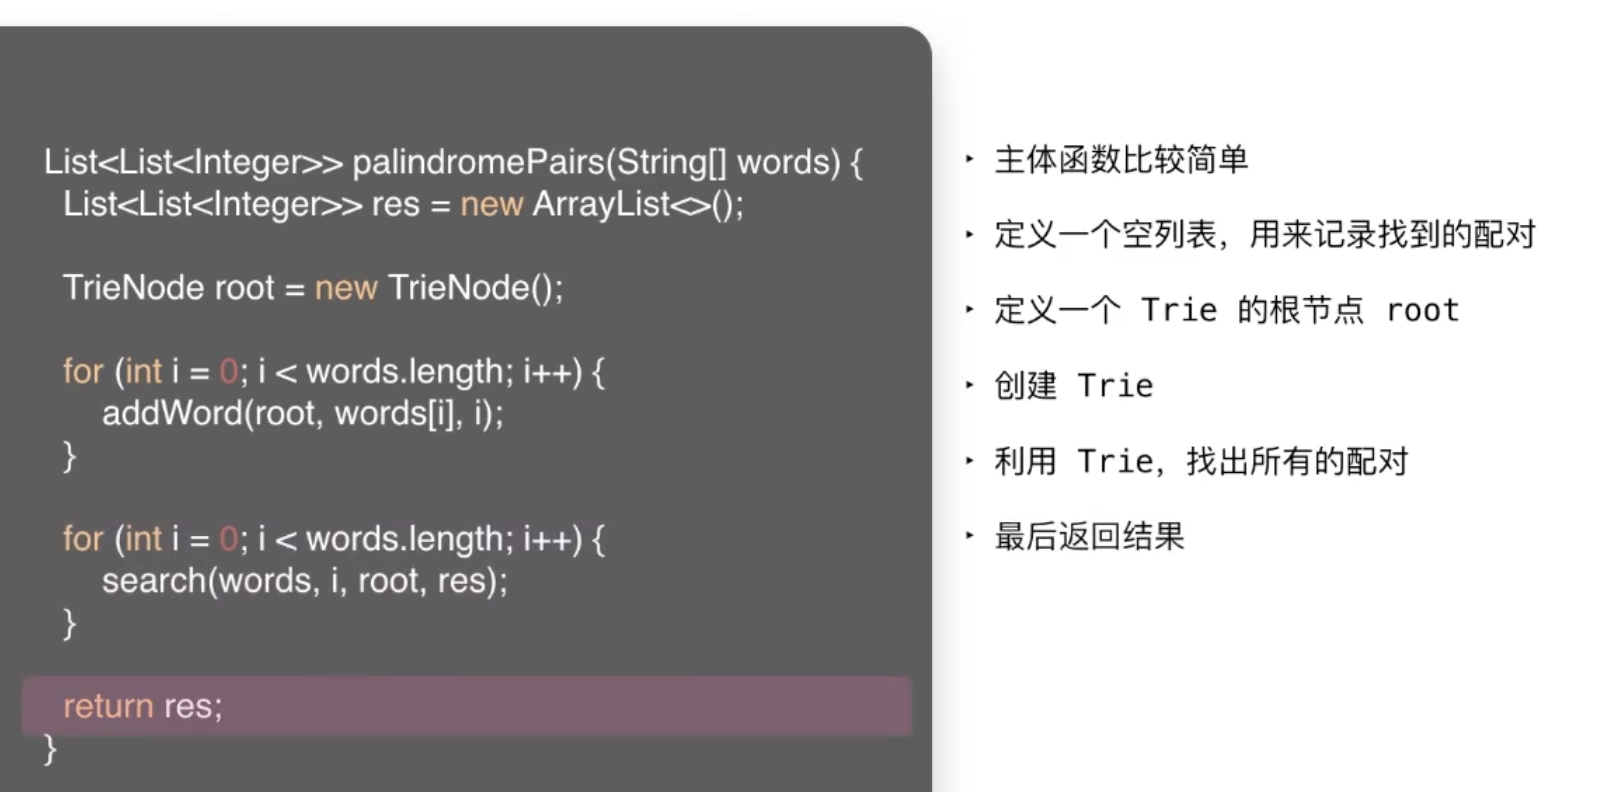 List<List<Integer>> palindromePairs(String[] words) {
List<List<Integer>> res = new ArrayList<>();
TrieNode root = new TrieNode();
for (int i = 0; i < words.length; i++) {
addWord(root, words[i], i);
}
for (int i = 0; i < words.length; i++) {
search(words, i, root, res);
}
return res;
}
‣ 主体函数比较简单
‣ 定义一个空列表，用来记录找到的配对
‣ 定义一个 Trie 的根节点 root
‣ 创建 Trie
‣ 利用 Trie，找出所有的配对
‣ 最后返回结果